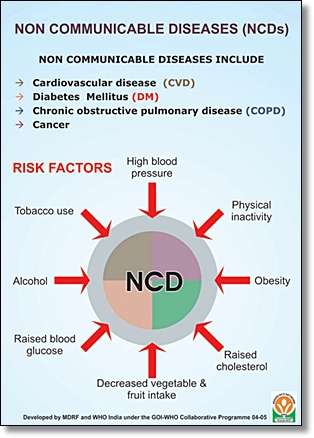 NON COMMUNICABLE DISEASES (NCDs)
NON COMMUNICABLE DISEASES INCLUDE
→ Cardiovascular disease (CVD)
→ Diabetes Mellitus (DM)
→ Chronic obstructive pulmonary disease (COPD)
→ Cancer
RISK FACTORS
High blood
pressure
Tobacco use
Physical
inactivity
Alcohol
NCD
Obesity
Raised blood
glucose
Raised
cholesterol
Decreased vegetable &
fruit intake
Developed by MDRF and WHO India under the GOI-WHO Collaborative Programme 04-05